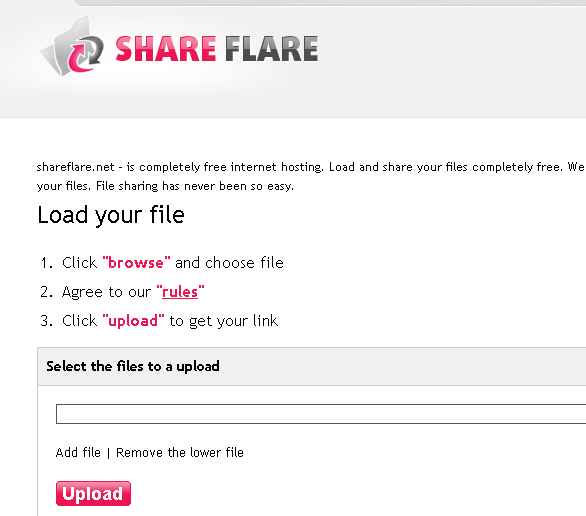 SHARE FLARE
shareflare.net - is completely free internet hosting. Load and share your files completely free. We
your files. File sharing has never been so easy.
Load your file
1. Click "browse" and choose file
2. Agree to our "rules"
3. Click "upload" to get your link
Select the files to a upload
Add file | Remove the lower file
Upload